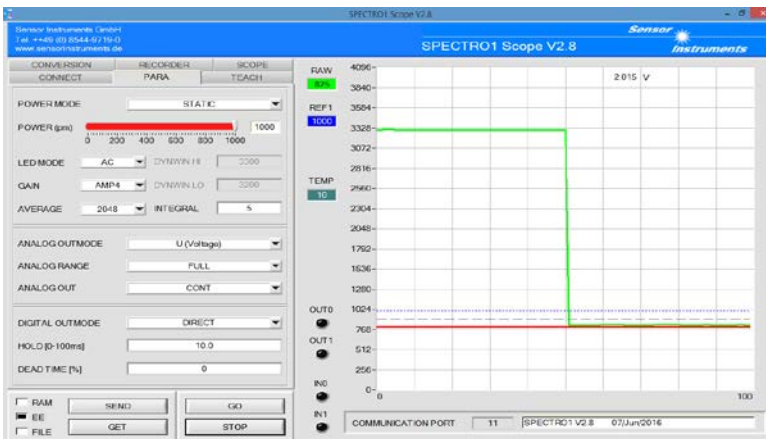 SPECTRO1 Scope V2.8
Sensor Instruments GmbH
Tel. ++49 (0) 8544-9719-0
www.sensorinstruments.de
SPECTRO1 Scope V2.8
Sensor
Instruments
CONVERSION RECORDER SCOPE
CONNECT PARA TEACH
POWER MODE STATIC
POWER (pm) 1000
0 200 400 600 800 1000
LED MODE AC DYNWIN HI 3300
GAIN AMP4 DYNWIN LO 3200
AVERAGE 2048 INTEGRAL 5
ANALOG OUTMODE U (Voltage)
ANALOG RANGE FULL
ANALOG OUT CONT
DIGITAL OUTMODE DIRECT
HOLD [0-100ms] 10.0
DEAD TIME [%] 0
RAM
EE
FILE
SEND GO
GET STOP
RAW
825
REF1
1000
TEMP
10
OUT0
OUT1
IN0
IN1
4096
3840
3584
3328
3072
2816
2560
2304
2048
1792
1536
1280
1024
768
512
256
0
0 100
2015 V
COMMUNICATION PORT 11 SPECTRO1 V2.8 07/Jun/2016